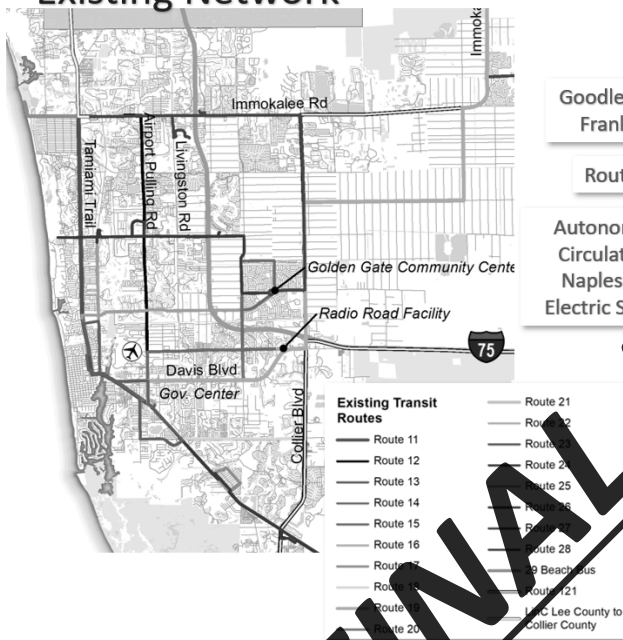 Existing Network
Immokalee Rd
Tamiami Trail
Airport Pulling Rd
Livingston Rd
Golden Gate Community Cente
Radio Road Facility
75
Davis Blvd
Gov. Center
Collier Blvd
Immoka
Goodle
Frankl
Rout
Autonor
Circulat
Naples
Electric S
Existing Transit
Routes
Route 11
Route 12
Route 13
Route 14
Route 15
Route 16
Route 17
Route 18
Route 19
Route 20
Route 21
Route 22
Route 23
Route 24
Route 25
Route 26
Route 27
Route 28
29 Beach Bus
Route 121
LinC Lee County to
Collier County
INAL